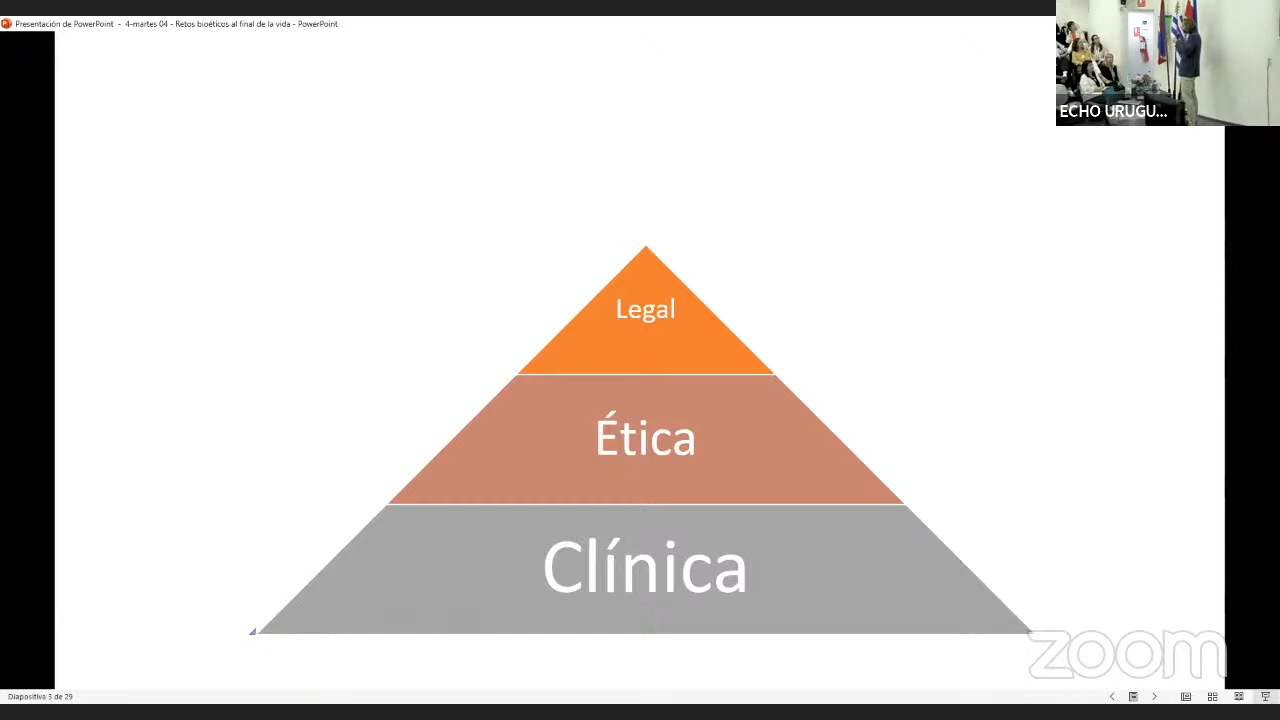 Presentación de PowerPoint - 4-martes 04 - Retos bioéticos al final de la vida - PowerPoint
ECHO URUGU...
Legal
Ética
Clínica
zoom
Diapositiva 3 de 29